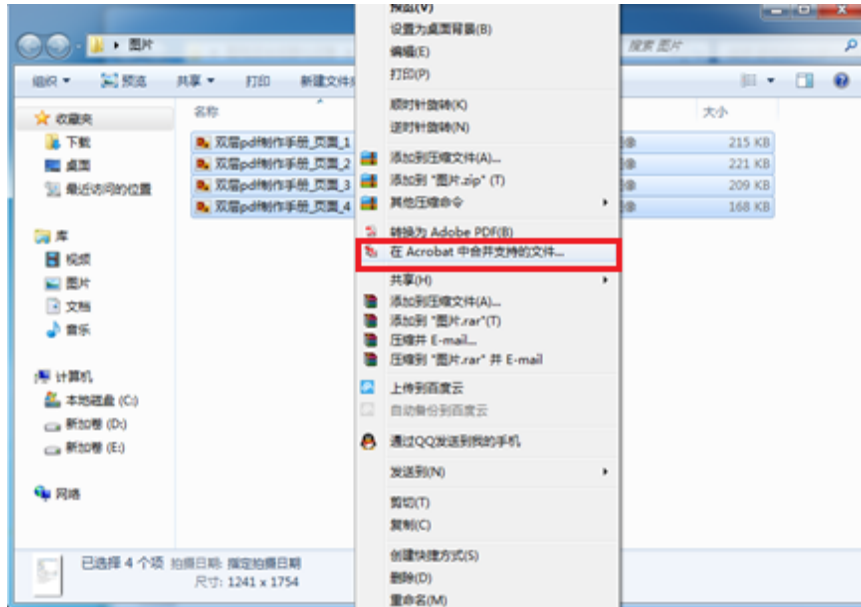 预览(V)
设置为桌面背景(B)
编辑(E)
打印(P)
顺时针旋转(K)
逆时针旋转(N)
添加到压缩文件(A)...
添加到 "图片.zip" (T)
其他压缩命令
转换为 Adobe PDF(B)
在 Acrobat 中合并支持的文件...
共享(H)
添加到压缩文件(A)...
添加到 "图片.rar"(T)
压缩并 E-mail...
压缩到 "图片.rar" 并 E-mail
上传到百度云
自动备份到百度云
通过QQ发送到我的手机
发送到(N)
剪切(T)
复制(C)
创建快捷方式(S)
删除(D)
重命名(M)
图片
搜索 图片
组织 预览 共享 打印 新建文件
名称 大小
双层pdf制作手册_页面_1 像 215 KB
双层pdf制作手册_页面_2 像 221 KB
双层pdf制作手册_页面_3 像 209 KB
双层pdf制作手册_页面_4 像 168 KB
收藏夹
下载
桌面
最近访问的位置
库
视频
图片
文档
音乐
计算机
本地磁盘 (C:)
新加卷 (D:)
新加卷 (E:)
网络
已选择 4 个项 拍摄日期: 指定拍摄日期
尺寸: 1241 x 1754